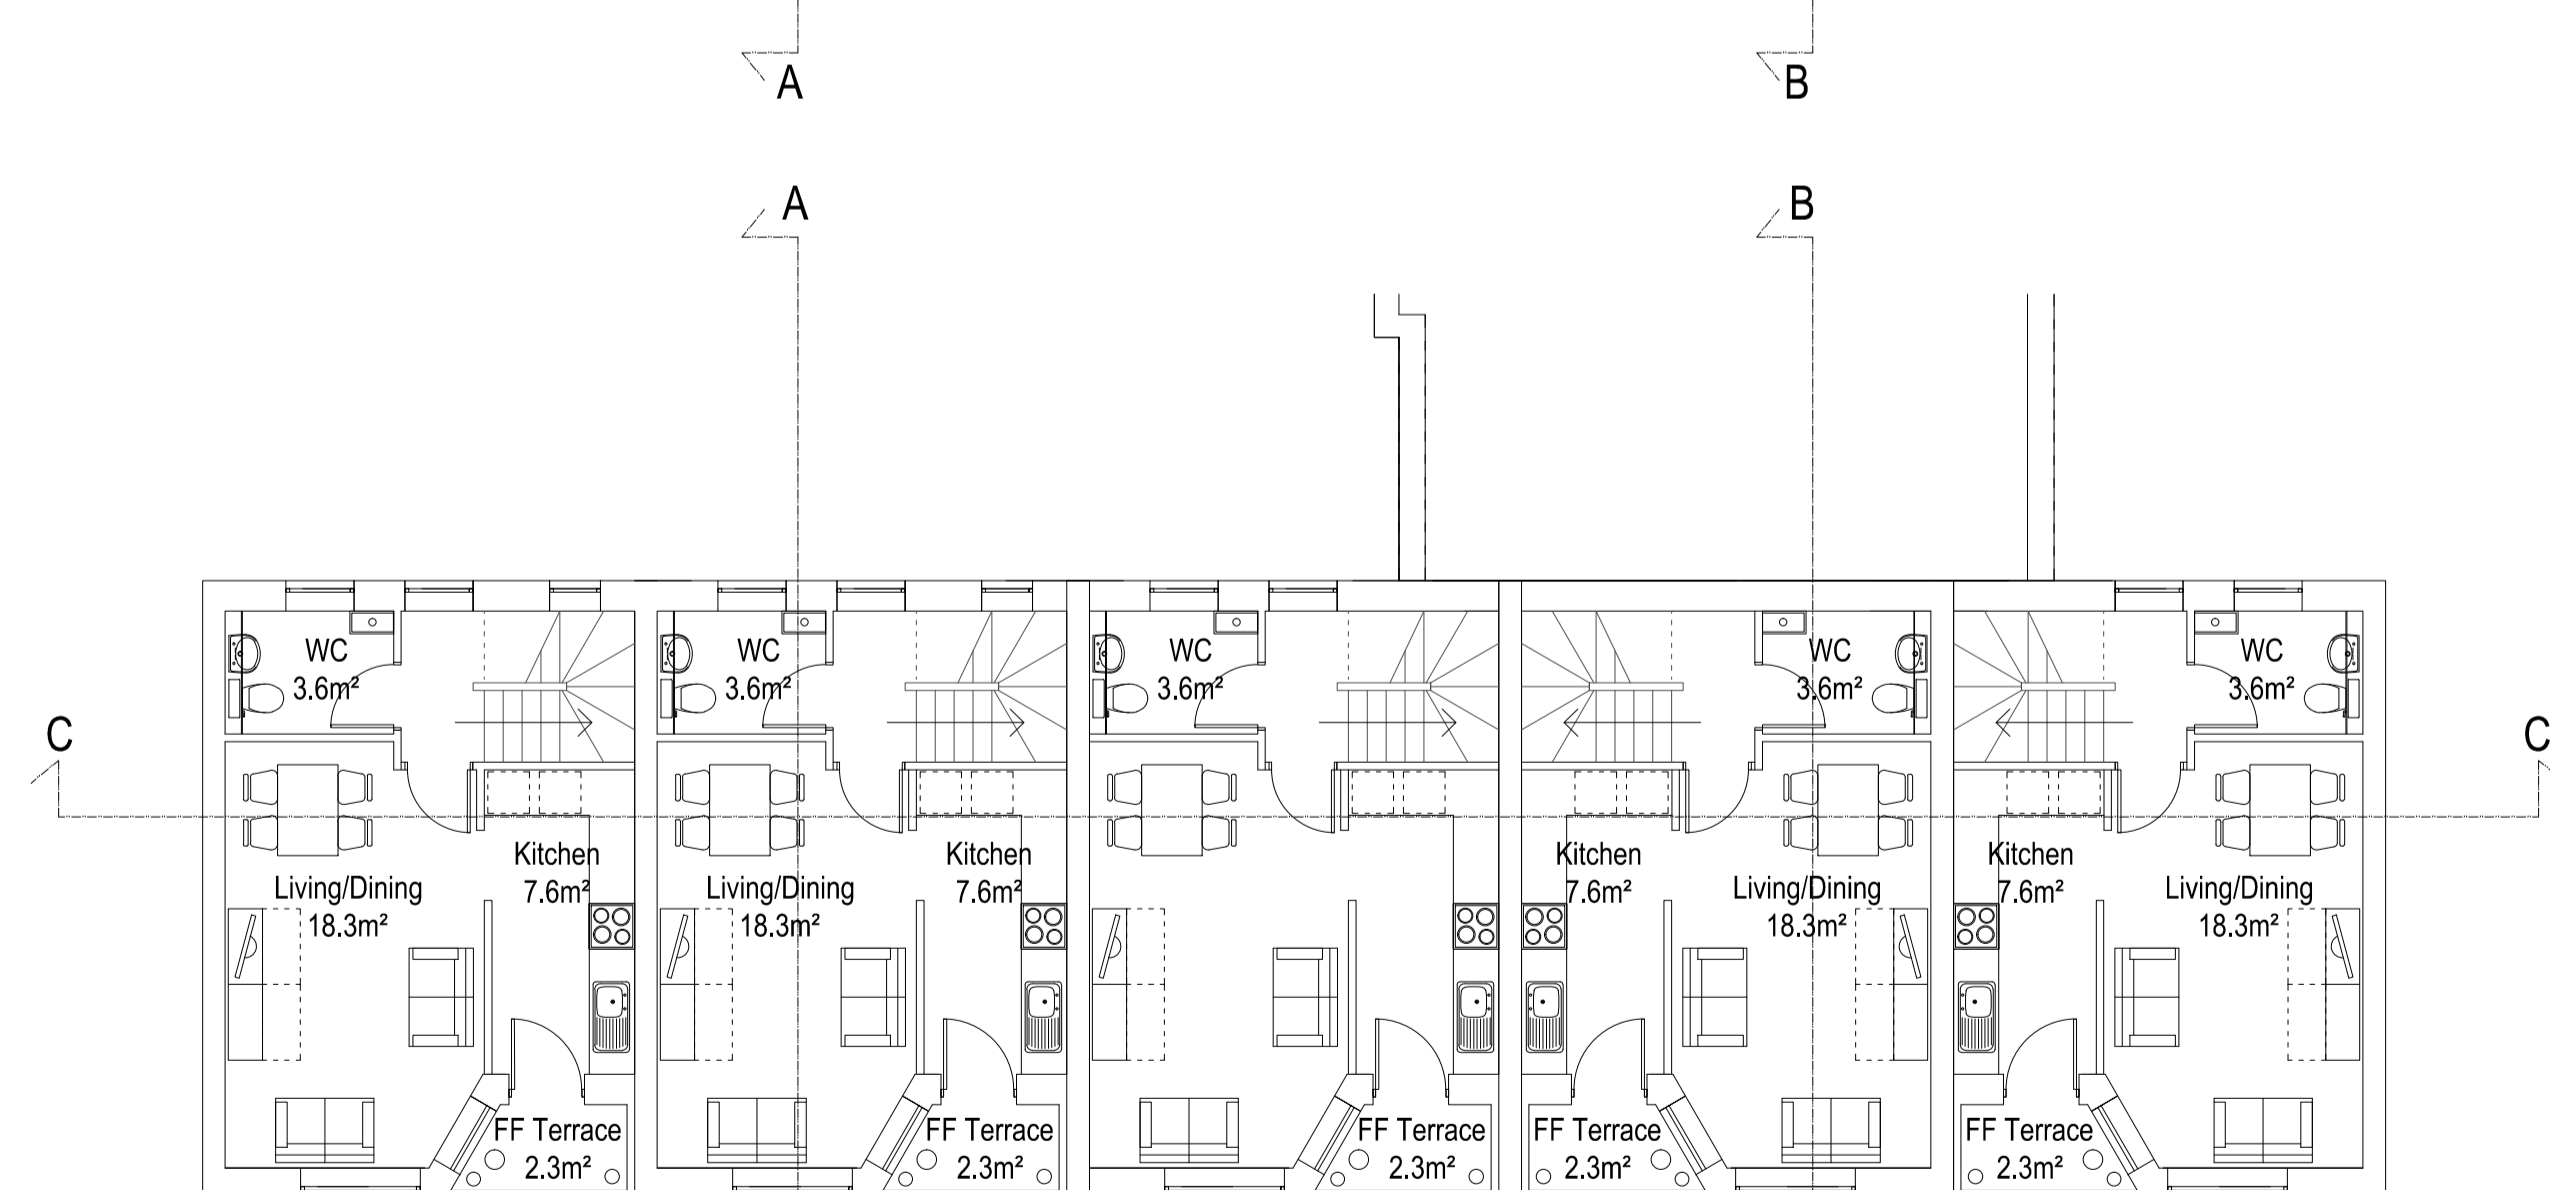 A
B
A
B
WC
3.6m²
WC
3.6m²
WC
3.6m²
WC
3.6m²
WC
3.6m²
C
C
Kitchen
7.6m²
Kitchen
7.6m²
Kitchen
7.6m²
Kitchen
7.6m²
Living/Dining
18.3m²
Living/Dining
18.3m²
Living/Dining
18.3m²
Living/Dining
18.3m²
FF Terrace
2.3m²
FF Terrace
2.3m²
FF Terrace
2.3m²
FF Terrace
2.3m²
FF Terrace
2.3m²